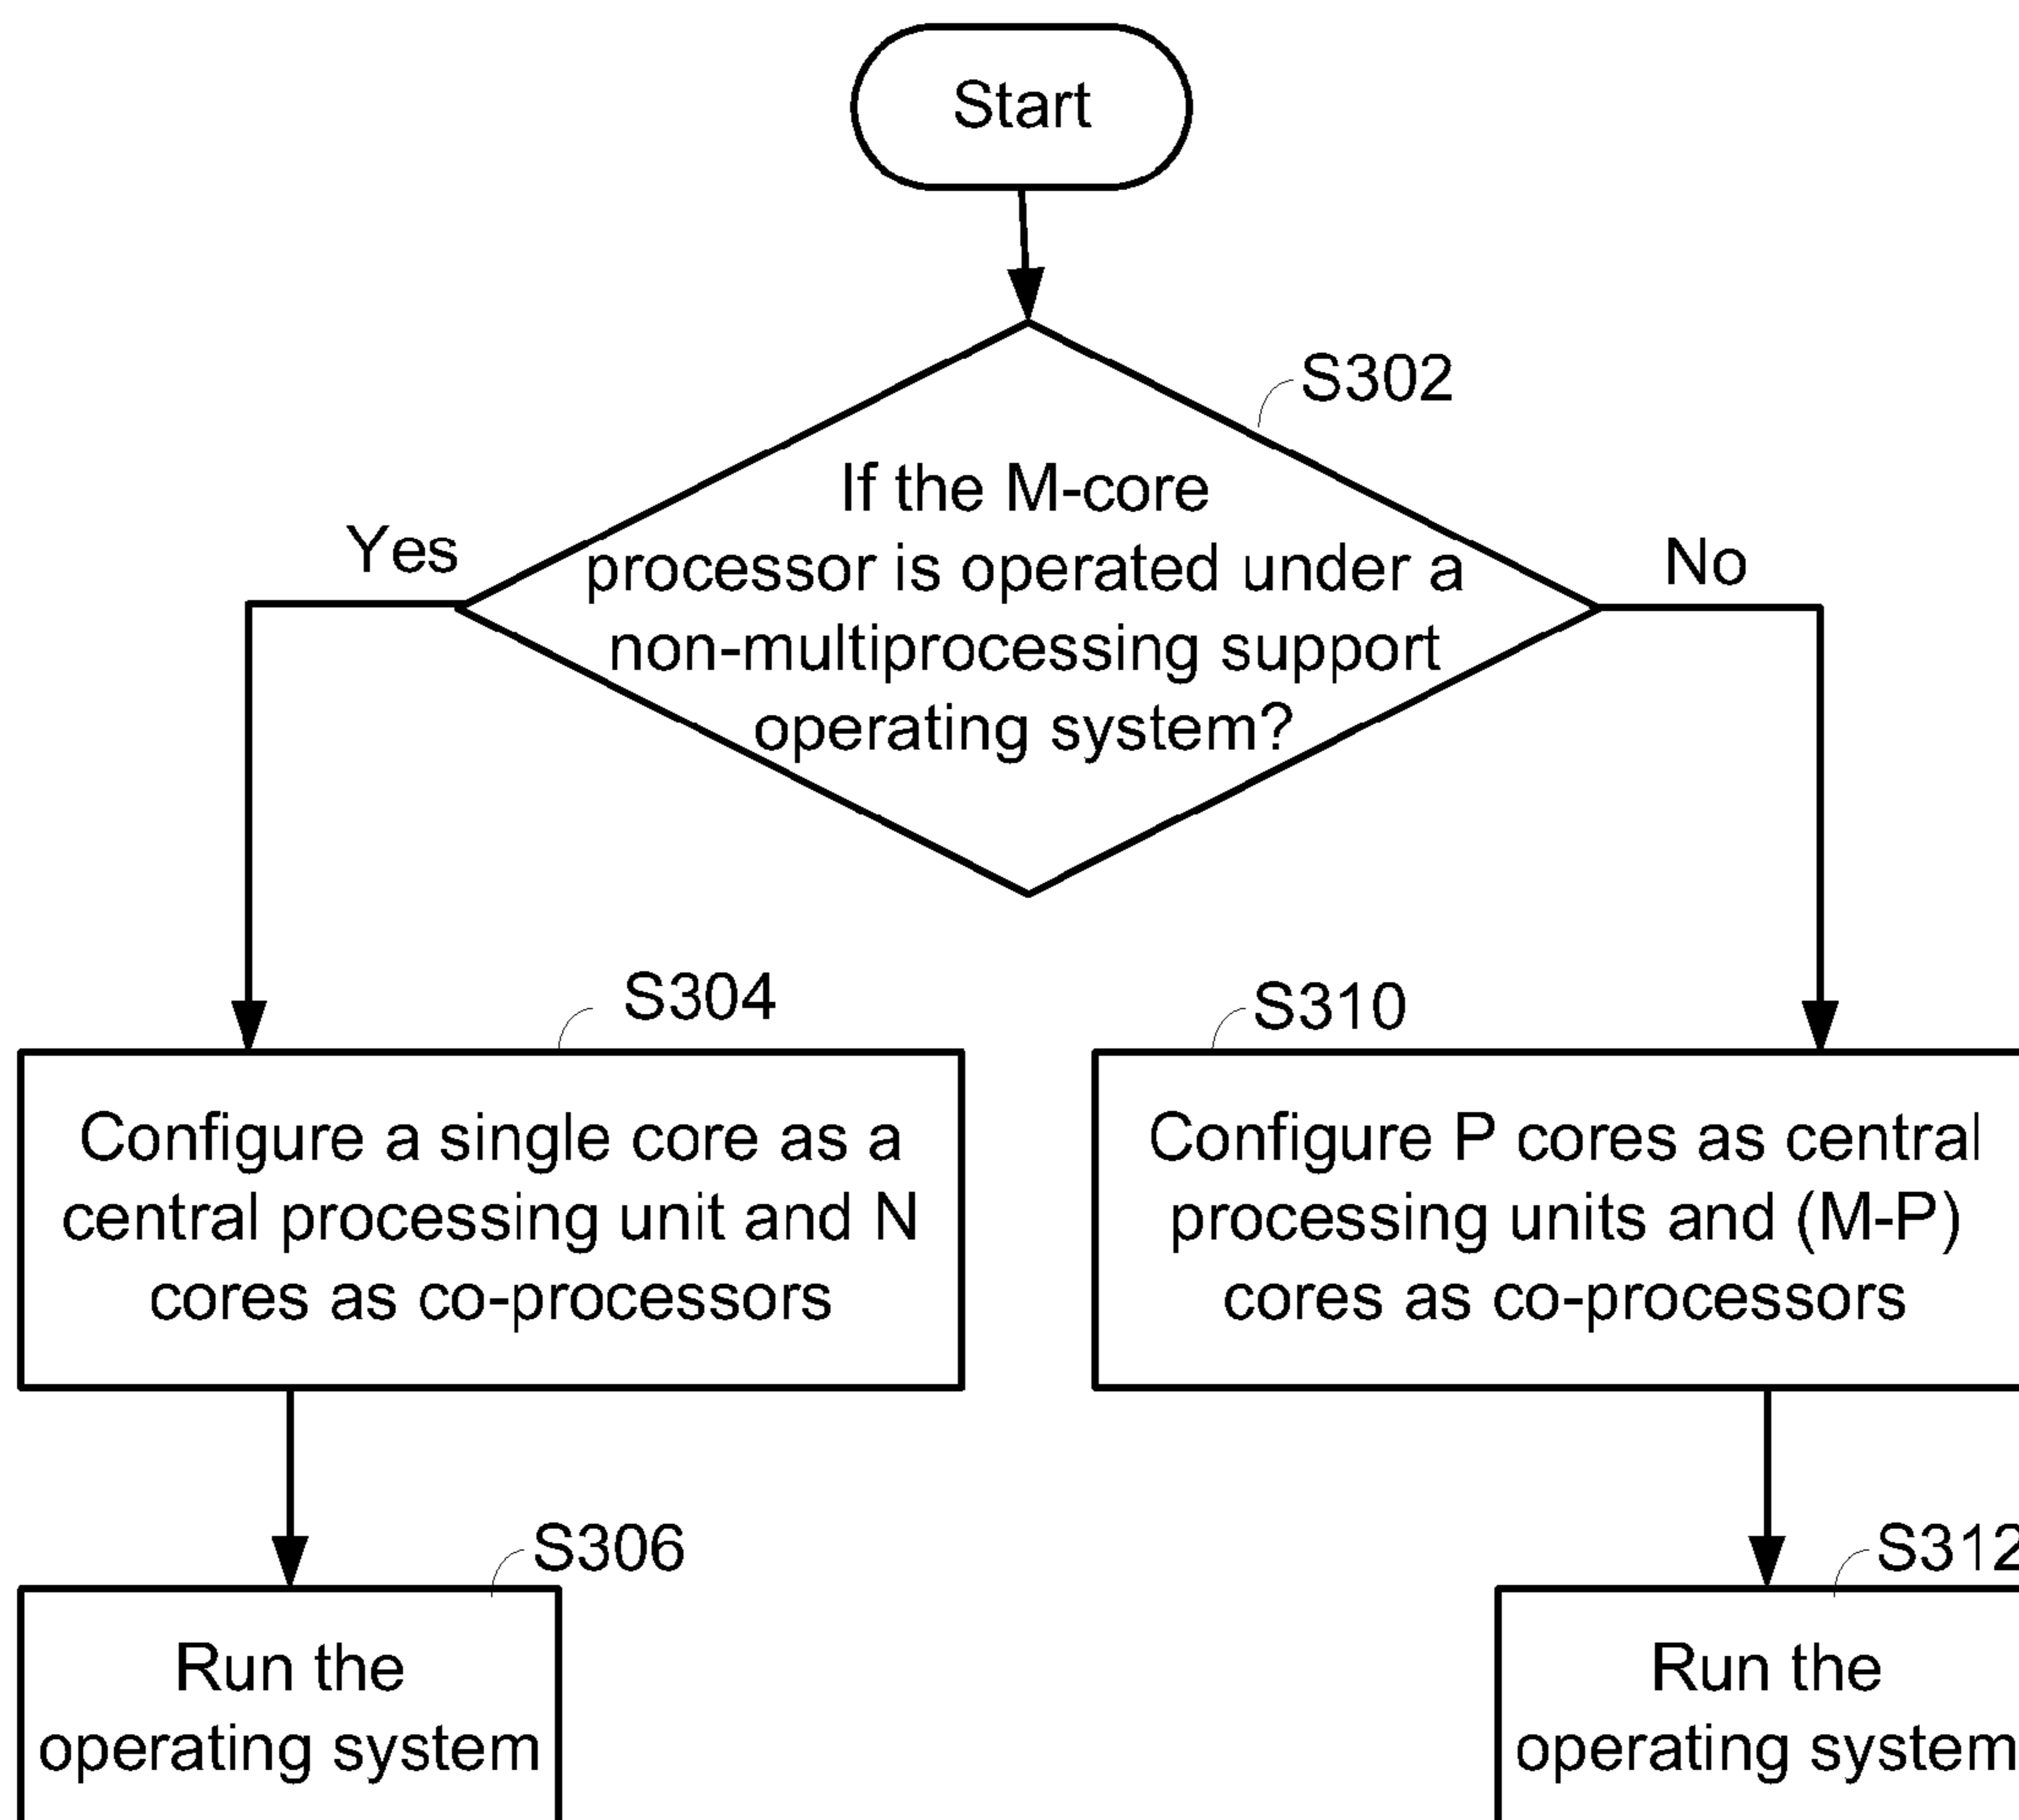 Start
S302
If the M-core
processor is operated under a
non-multiprocessing support
operating system?
Yes
No
S304
Configure a single core as a
central processing unit and N
cores as co-processors
S310
Configure P cores as central
processing units and (M-P)
cores as co-processors
S306
Run the
operating system
S312
Run the
operating system